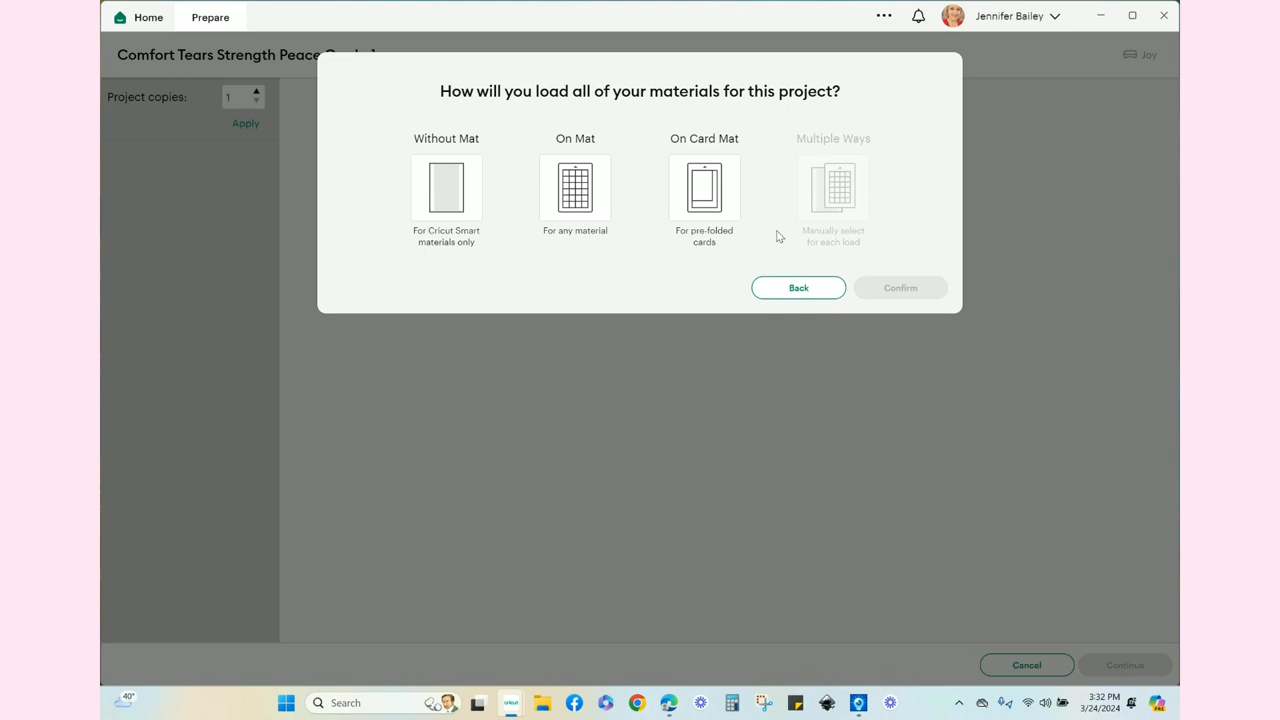 Home
Prepare
Jennifer Bailey
Comfort Tears Strength Peace
Joy
Project copies:
1
Apply
How will you load all of your materials for this project?
Without Mat
On Mat
On Card Mat
Multiple Ways
For Cricut Smart
materials only
For any material
For pre-folded
cards
Manually select
for each load
Back
Confirm
Cancel
Continue
40°
Search
cricut
3:32 PM
3/24/2024
PRE